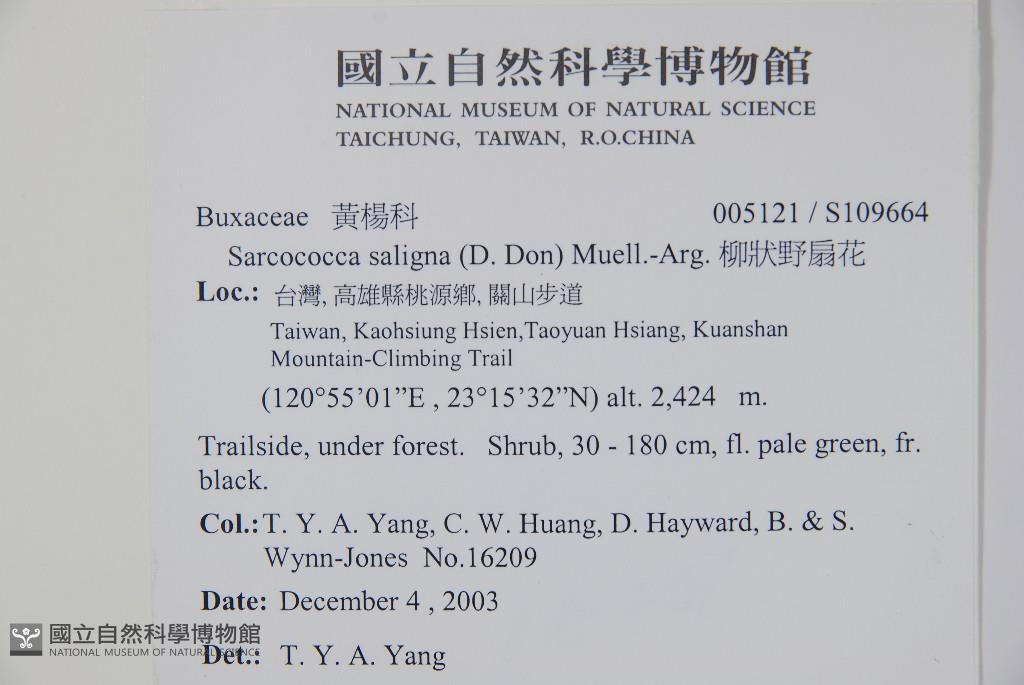 國立自然科學博物館
NATIONAL MUSEUM OF NATURAL SCIENCE
TAICHUNG, TAIWAN, R.O.CHINA
Buxaceae 黃楊科 005121 / S109664
Sarcococca saligna (D. Don) Muell.-Arg. 柳狀野扇花
Loc.: 台灣, 高雄縣桃源鄉, 關山步道
Taiwan, Kaohsiung Hsien,Taoyuan Hsiang, Kuanshan
Mountain-Climbing Trail
(120°55’01”E , 23°15’32”N) alt. 2,424 m.
Trailside, under forest. Shrub, 30 - 180 cm, fl. pale green, fr.
black.
Col.: T. Y. A. Yang, C. W. Huang, D. Hayward, B. & S.
Wynn-Jones No.16209
Date: December 4 , 2003
Det.: T. Y. A. Yang
國立自然科學博物館
NATIONAL MUSEUM OF NATURAL SCIENCE